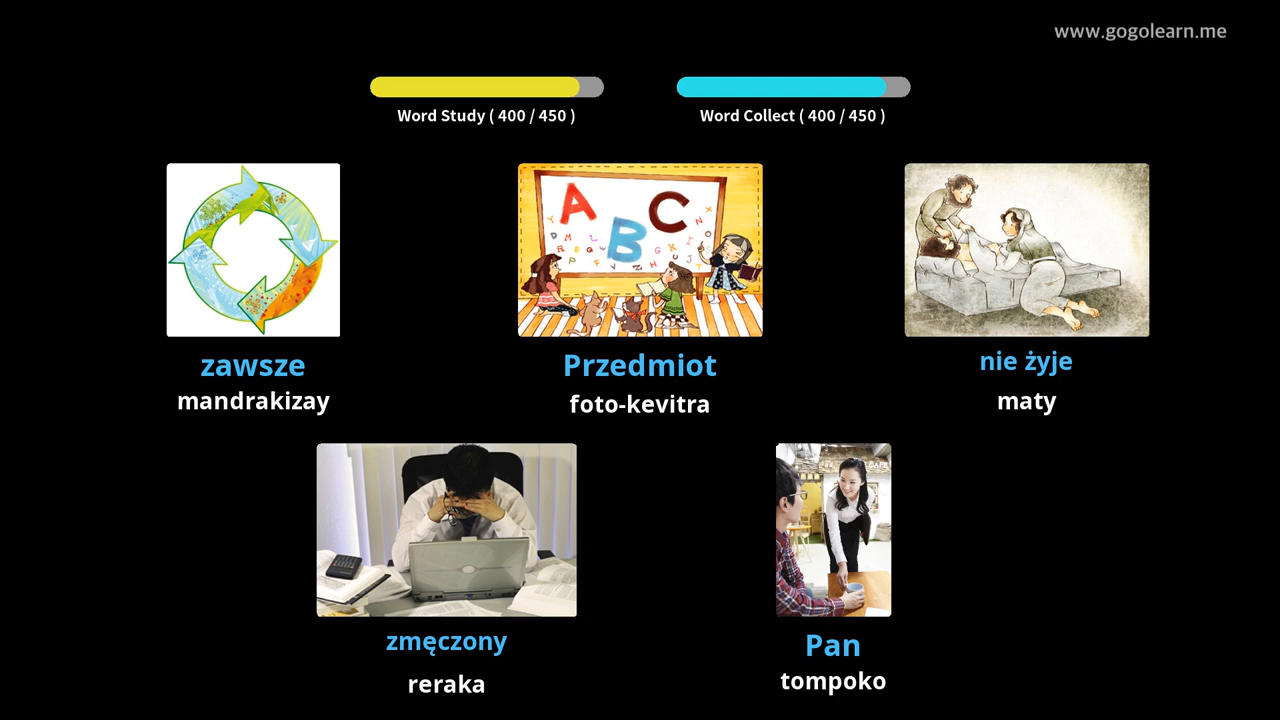 www.gogolearn.me
Word Study ( 400 / 450 )
Word Collect ( 400 / 450 )
A B C
zawsze
mandrakizay
Przedmiot
foto-kevitra
nie żyje
maty
zmęczony
reraka
Pan
tompoko